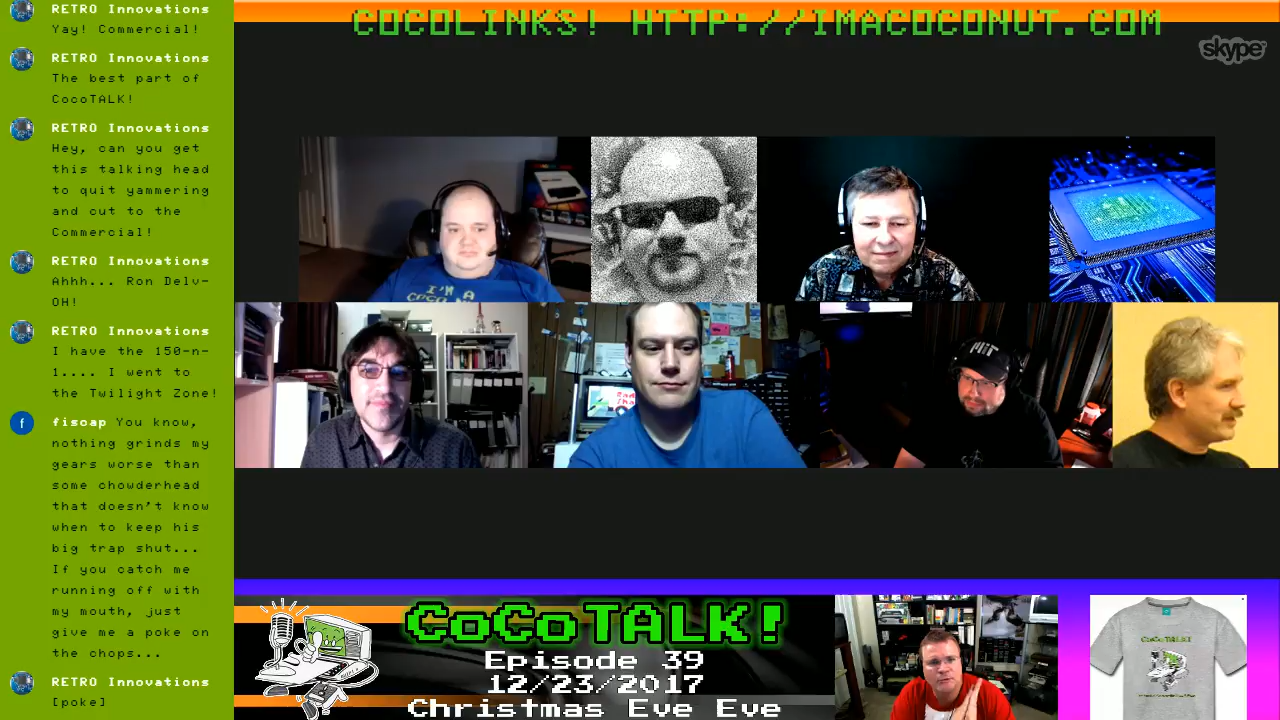 RETRO Innovations
Yay! Commercial!
RETRO Innovations
The best part of
CocoTALK!
RETRO Innovations
Hey, can you get
this talking head
to quit yammering
and cut to the
Commercial!
RETRO Innovations
Ahhh... Ron Delv-
OH!
RETRO Innovations
I have the 150-n-
1.... I went to
the Twilight Zone!
f
fiscap You know,
nothing grinds my
gears worse than
some chowderhead
that doesn't know
when to keep his
big trap shut...
If you catch me
running off with
my mouth, just
give me a poke on
the chops...
RETRO Innovations
[poke]
COCOLINKS! HTTP://IMACOCONUT.COM
skype
I'M A
MIT
CoCoTALK!
Episode 39
12/23/2017
Christmas Eve Eve
CoCoTALK!